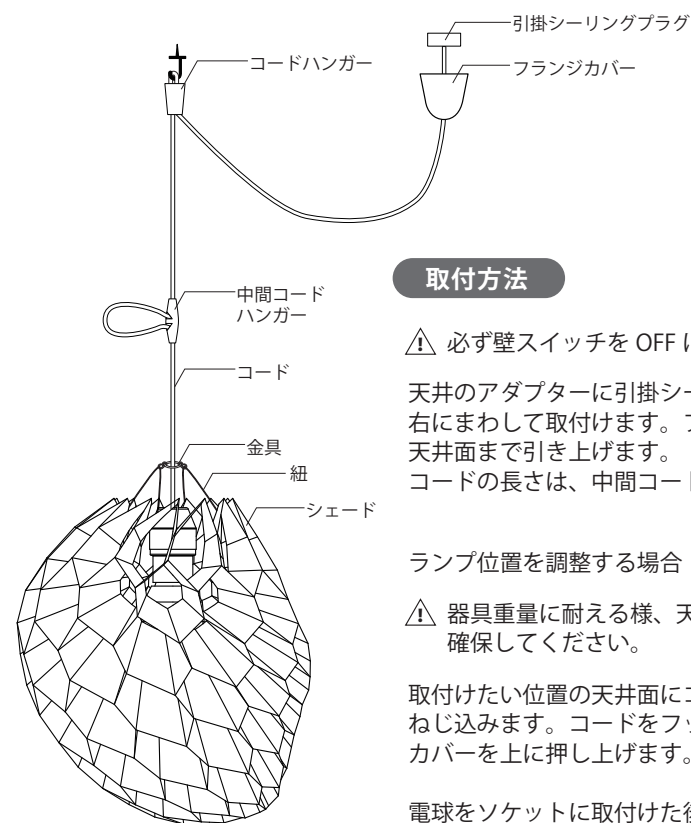 引掛シーリングプラグ
コードハンガー
フランジカバー
中間コード
ハンガー
コード
金具
紐
シェード
取付方法
必ず壁スイッチを OFF に
天井のアダプターに引掛シー
右にまわして取付けます。フ
天井面まで引き上げます。
コードの長さは、中間コード
ランプ位置を調整する場合
器具重量に耐える様、天
確保してください。
取付けたい位置の天井面にコ
ねじ込みます。コードをフッ
カバーを上に押し上げます。
電球をソケットに取付けた後